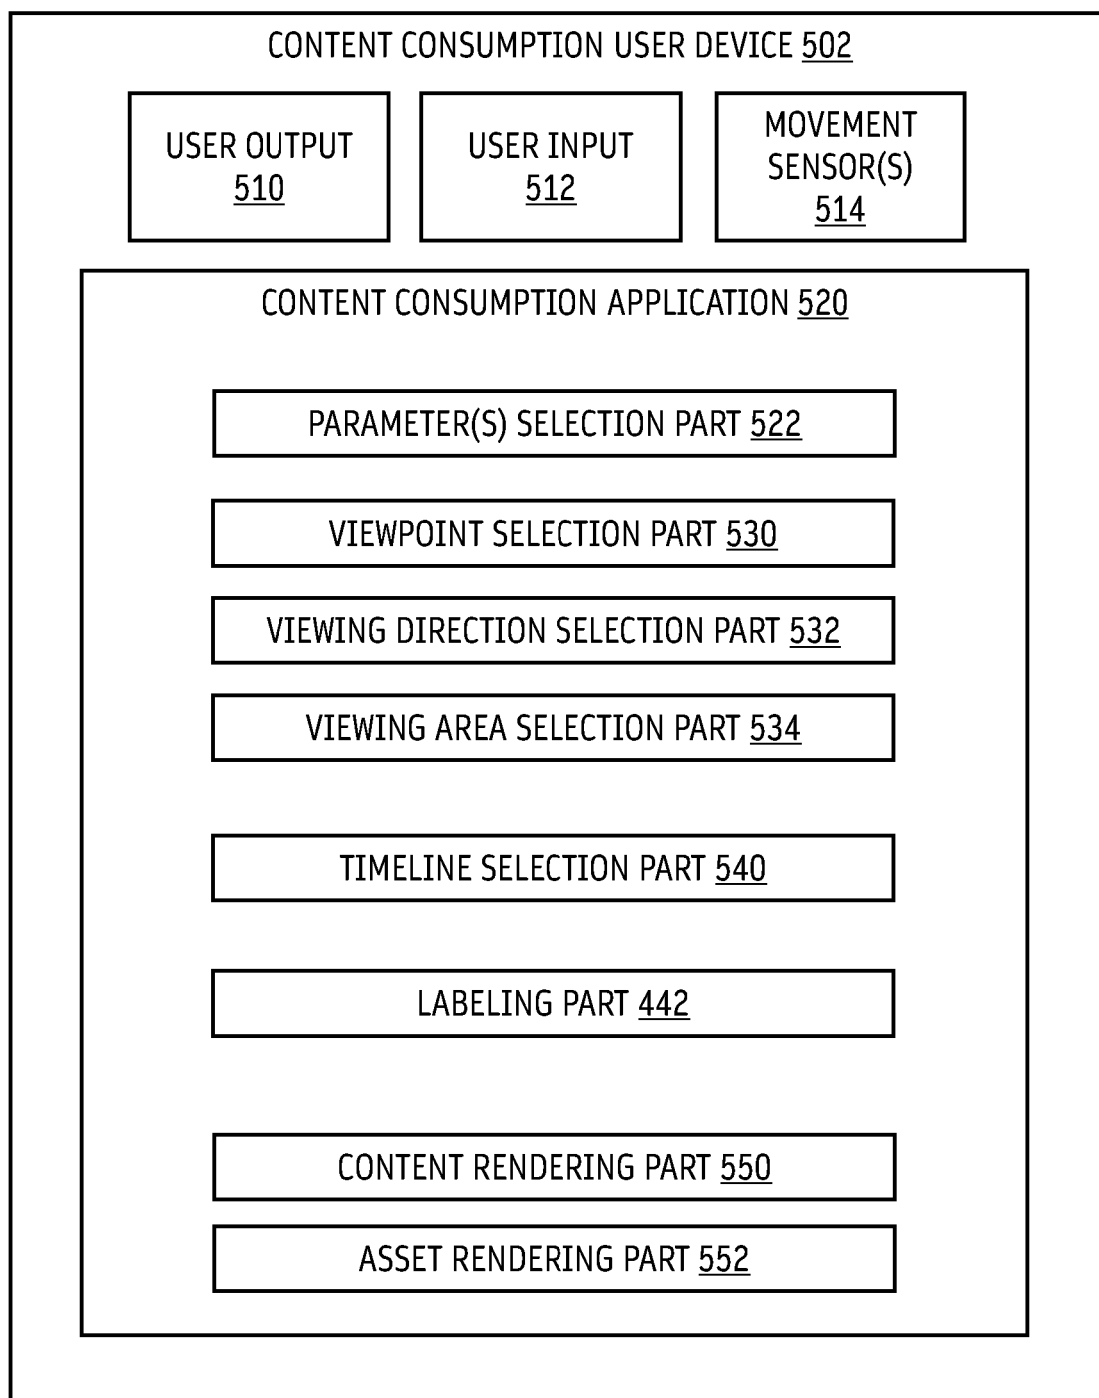 CONTENT CONSUMPTION USER DEVICE 502
USER OUTPUT
510
USER INPUT
512
MOVEMENT
SENSOR(S)
514
CONTENT CONSUMPTION APPLICATION 520
PARAMETER(S) SELECTION PART 522
VIEWPOINT SELECTION PART 530
VIEWING DIRECTION SELECTION PART 532
VIEWING AREA SELECTION PART 534
TIMELINE SELECTION PART 540
LABELING PART 442
CONTENT RENDERING PART 550
ASSET RENDERING PART 552